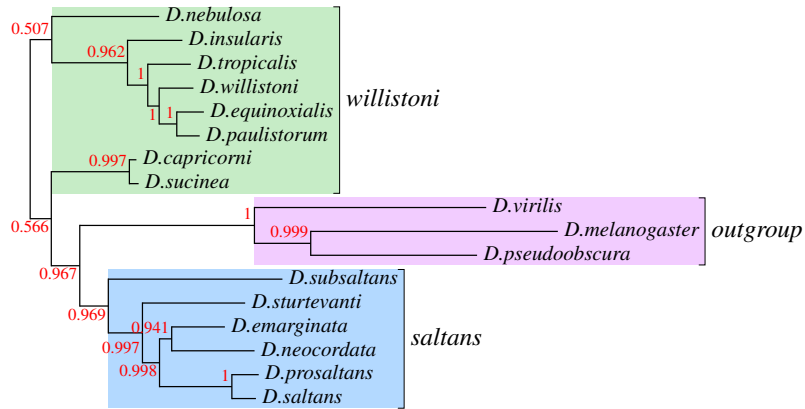 D.nebulosa
0.507
D.insularis
0.962
D.tropicalis
1
D.willistoni
willistoni
1
1
D.equinoxialis
D.paulistorum
0.997
D.capricorni
D.sucinea
0.566
D.virilis
1
D.melanogaster
outgroup
0.999
D.pseudoobscura
0.967
D.subsaltans
0.969
D.sturtevanti
0.941
D.emarginata
saltans
0.997
D.neocordata
0.998
D.prosaltans
1
D.saltans